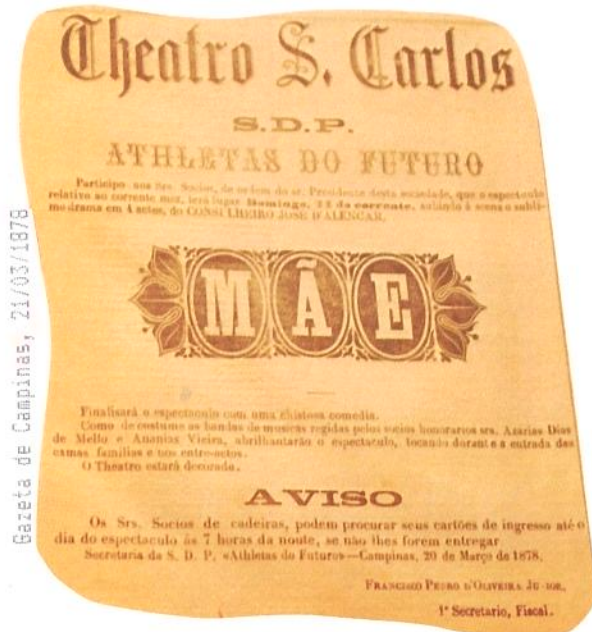 Theatro S. Carlos
S.D.P.
ATHLETAS DO FUTURO
Participo aos Srs. Socios, de ordem do sr. Presidente desta sociedade, que o espectaculo
relativo ao corrente mez, terá lugar Domingo, do corrente, subindo á scena o subli-
mo drama em 4 actos, do CONSELHEIRO JOSÉ D'ALENCAR,
MÃE
Finalisará o espectaculo com uma chistosa comedia.
Como de costume as bandas de musicas regidas pelos socios honorarios srs. Azarias Dias
de Mello e Ananias Vieira, abrilhantarão o espectaculo, tocando durante a entrada das
exmas familias e nos entre-actos.
O Theatro estará decorado.
AVISO
Os Srs. Socios de cadeiras, podem procurar seus cartões de ingresso até o
dia do espectaculo ás 7 horas da noute, se não lhes forem entregar
Secretaria da S. D. P. «Athletas do Futuro»—Campinas, 20 de Março de 1878.
FRANCISCO PEDRO D'OLIVEIRA
1º Secretario, Fiscal.
Gazeta de Campinas, 21/03/1878